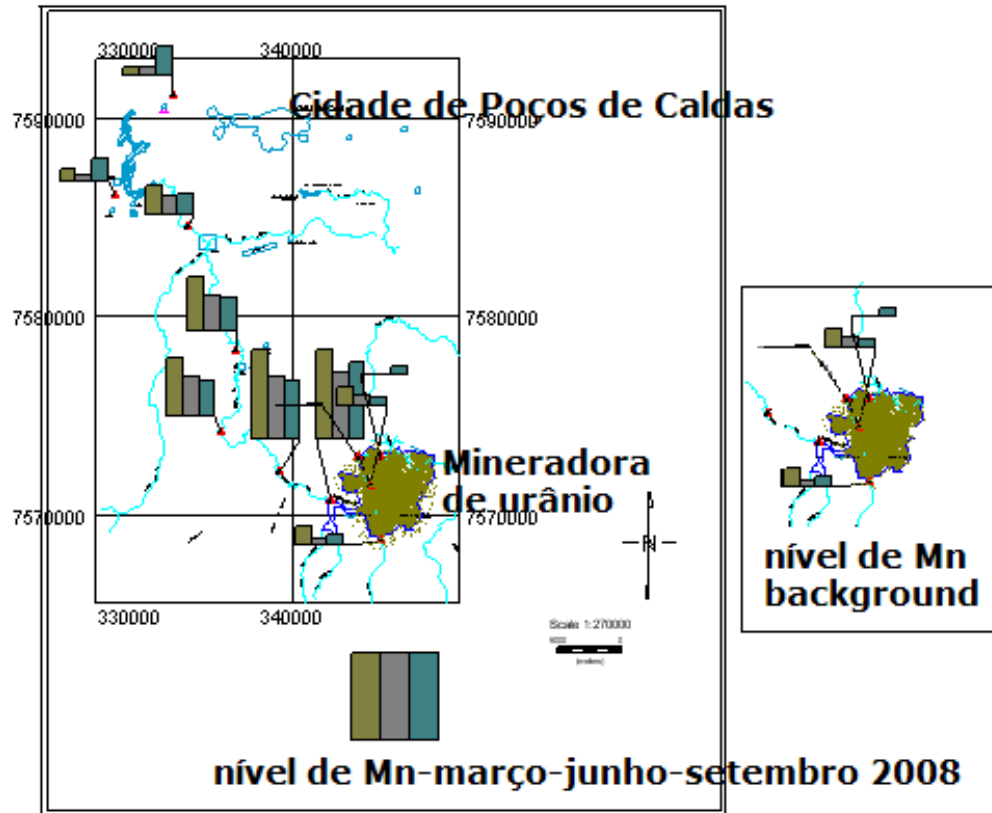 330000 340000
Cidade de Poços de Caldas
7590000 7590000
7580000 7580000
Mineradora
de urânio
7570000 7570000
330000 340000
Scale 1:270000
(metres)
nível de Mn-março-junho-setembro 2008
nível de Mn
background